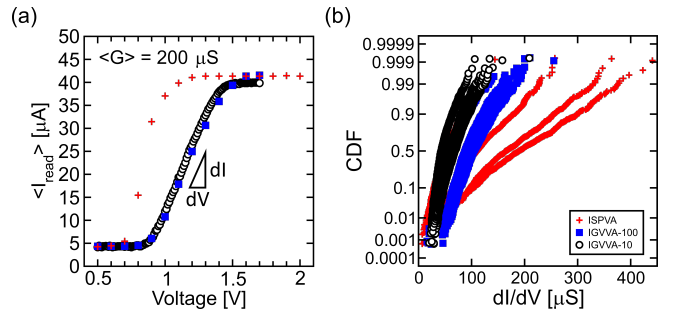 (a)
<G> = 200 µS
50
45
40
35
30
25
20
15
10
5
0
<I_read> [µA]
dI
dV
0.5 1 1.5 2
Voltage [V]
(b)
0.9999
0.999
0.99
0.9
0.5
0.1
0.01
0.001
0.0001
CDF
ISPVA
IGVVA-100
IGVVA-10
0 100 200 300 400
dI/dV [µS]